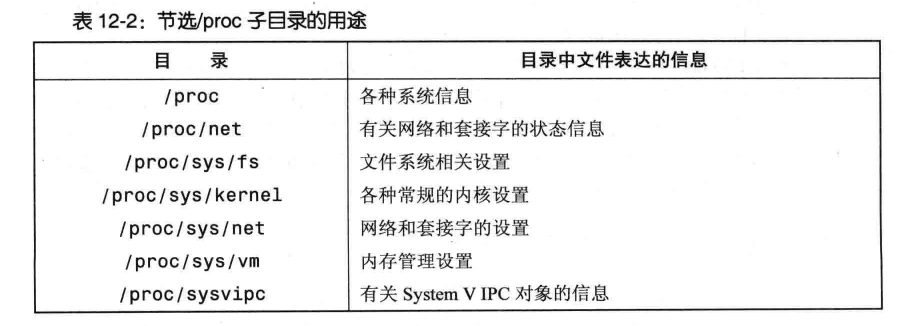 表 12-2：节选/proc 子目录的用途
目 录 目录中文件表达的信息
/proc 各种系统信息
/proc/net 有关网络和套接字的状态信息
/proc/sys/fs 文件系统相关设置
/proc/sys/kernel 各种常规的内核设置
/proc/sys/net 网络和套接字的设置
/proc/sys/vm 内存管理设置
/proc/sysvipc 有关 System V IPC 对象的信息